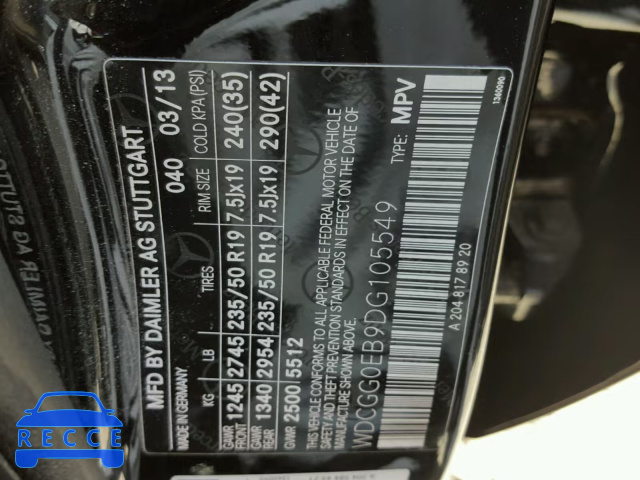 MFD BY DAIMLER AG STUTTGART
MADE IN GERMANY 040 03/13
KG LB TIRES RIM SIZE COLD KPA (PSI)
GAWR FRONT 1245 2745 235/50 R19 7.5Jx19 240(35)
GAWR REAR 1340 2954 235/50 R19 7.5Jx19 290(42)
GVWR 2500 5512
THIS VEHICLE CONFORMS TO ALL APPLICABLE FEDERAL MOTOR VEHICLE
SAFETY AND THEFT PREVENTION STANDARDS IN EFFECT ON THE DATE OF
MANUFACTURE
WDCGG0EB9DG105549 TYPE: MPV
A 204 817 89 20
1360090
RECCE